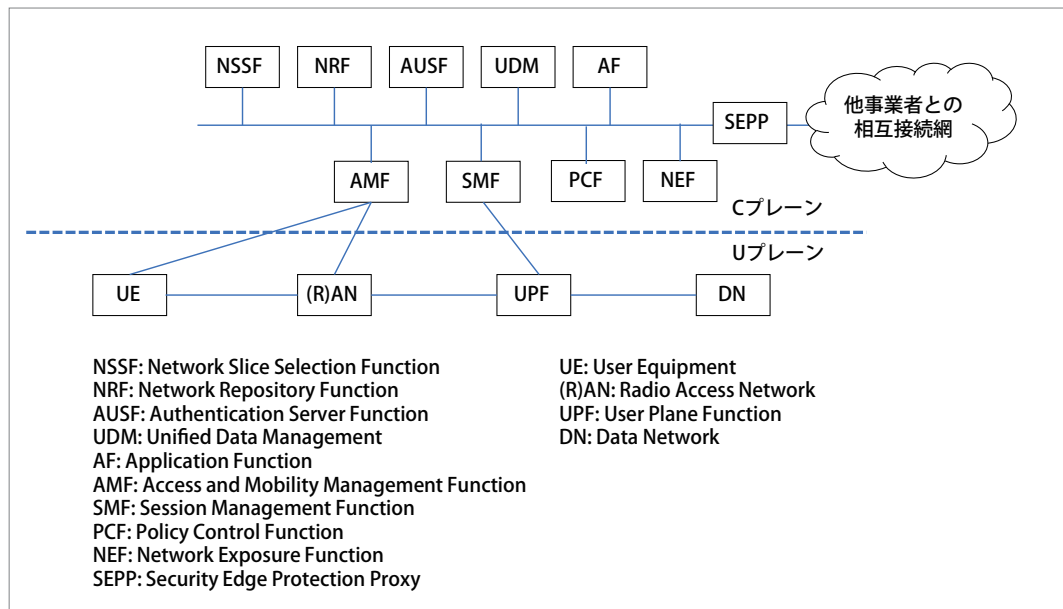 NSSF
NRF
AUSF
UDM
AF
SEPP
他事業者との
相互接続網
AMF
SMF
PCF
NEF
Cプレーン
Uプレーン
UE
(R)AN
UPF
DN
NSSF: Network Slice Selection Function
NRF: Network Repository Function
AUSF: Authentication Server Function
UDM: Unified Data Management
AF: Application Function
AMF: Access and Mobility Management Function
SMF: Session Management Function
PCF: Policy Control Function
NEF: Network Exposure Function
SEPP: Security Edge Protection Proxy
UE: User Equipment
(R)AN: Radio Access Network
UPF: User Plane Function
DN: Data Network